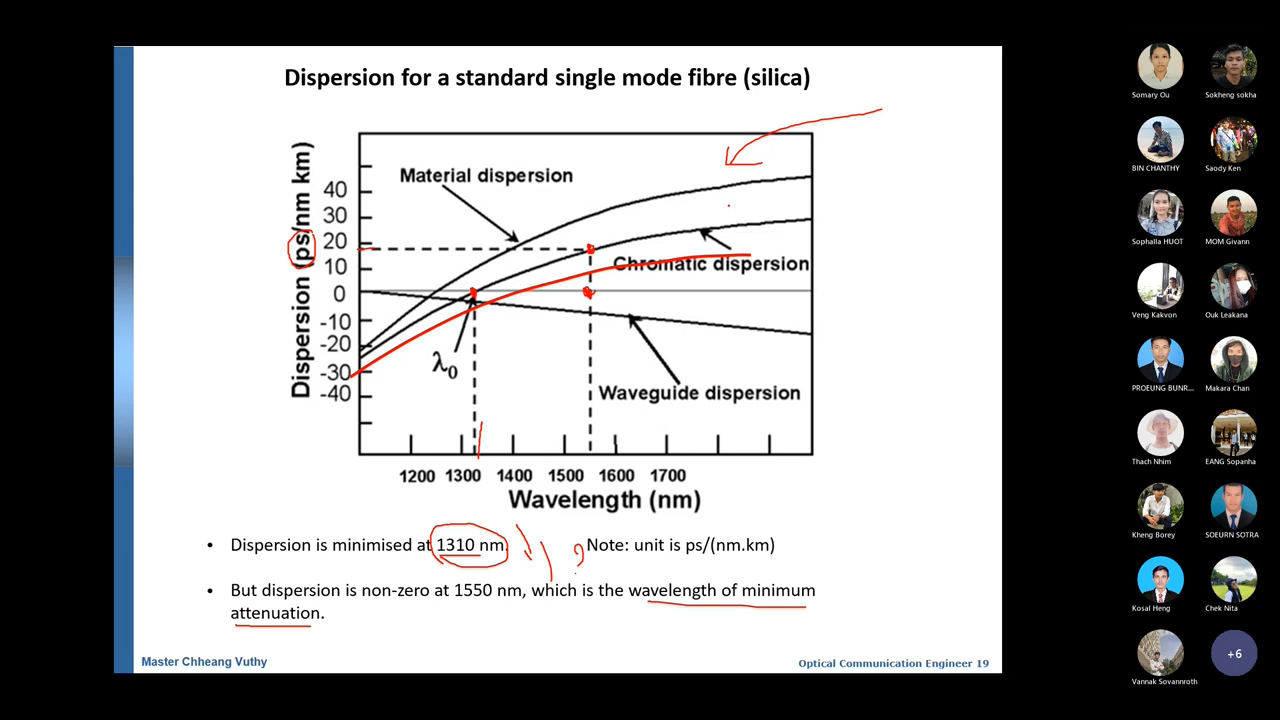 Dispersion for a standard single mode fibre (silica)
Dispersion (ps/nm km)
40
30
20
10
0
-10
-20
-30
-40
Material dispersion
Chromatic dispersion
λ0
Waveguide dispersion
1200 1300 1400 1500 1600 1700
Wavelength (nm)
• Dispersion is minimised at 1310 nm. Note: unit is ps/(nm.km)
• But dispersion is non-zero at 1550 nm, which is the wavelength of minimum
attenuation.
Master Chheang Vuthy
Optical Communication Engineer 19
Somary Ou
Sokheng sokha
BIN CHANTHY
Saody Ken
Sophalla HUOT
MOM Givann
Veng Kakvon
Ouk Leakana
PROEUNG BUNR...
Makara Chan
Thach Nhim
EANG Sopanha
Kheng Borey
SOEURN SOTRA
Kosal Heng
Chek Nita
Vannak Sovannroth
+6